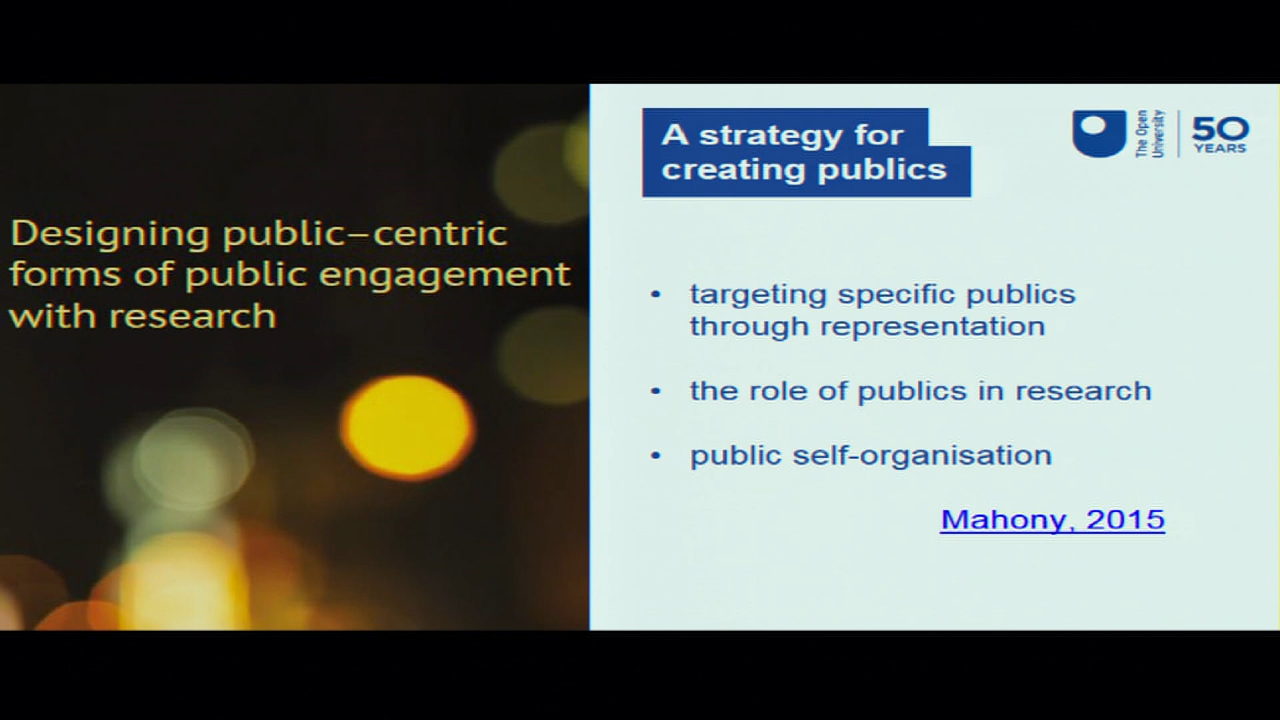 Designing public–centric
forms of public engagement
with research
A strategy for
creating publics
The Open
University
50
YEARS
• targeting specific publics
through representation
• the role of publics in research
• public self-organisation
Mahony, 2015